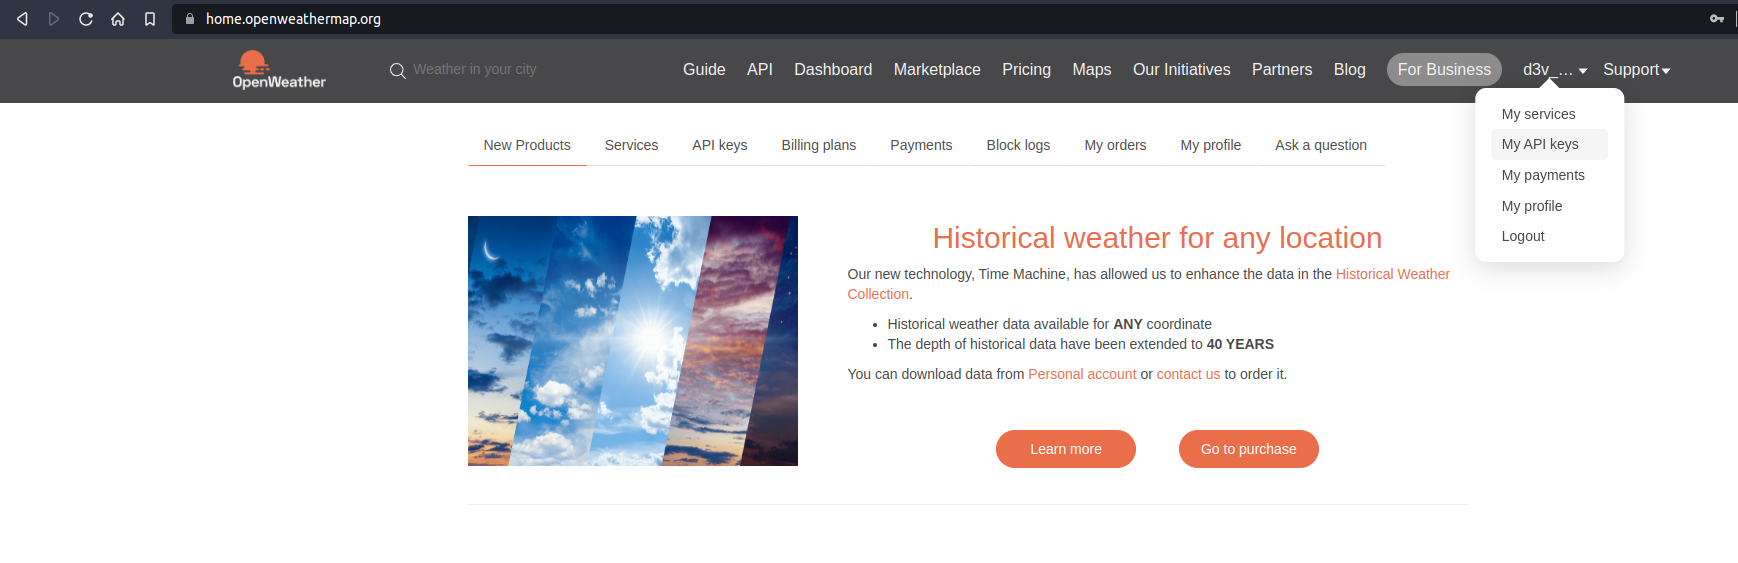 home.openweathermap.org
OpenWeather
Weather in your city
Guide API Dashboard Marketplace Pricing Maps Our Initiatives Partners Blog For Business d3v_... Support
My services
My API keys
My payments
My profile
Logout
New Products Services API keys Billing plans Payments Block logs My orders My profile Ask a question
Historical weather for any location
Our new technology, Time Machine, has allowed us to enhance the data in the Historical Weather
Collection.
• Historical weather data available for ANY coordinate
• The depth of historical data have been extended to 40 YEARS
You can download data from Personal account or contact us to order it.
Learn more Go to purchase